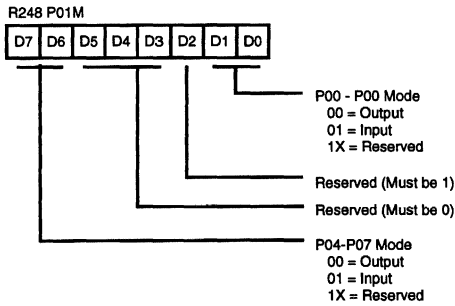 R248 P01M
D7 D6 D5 D4 D3 D2 D1 D0
P00 - P00 Mode
00 = Output
01 = Input
1X = Reserved
Reserved (Must be 1)
Reserved (Must be 0)
P04-P07 Mode
00 = Output
01 = Input
1X = Reserved